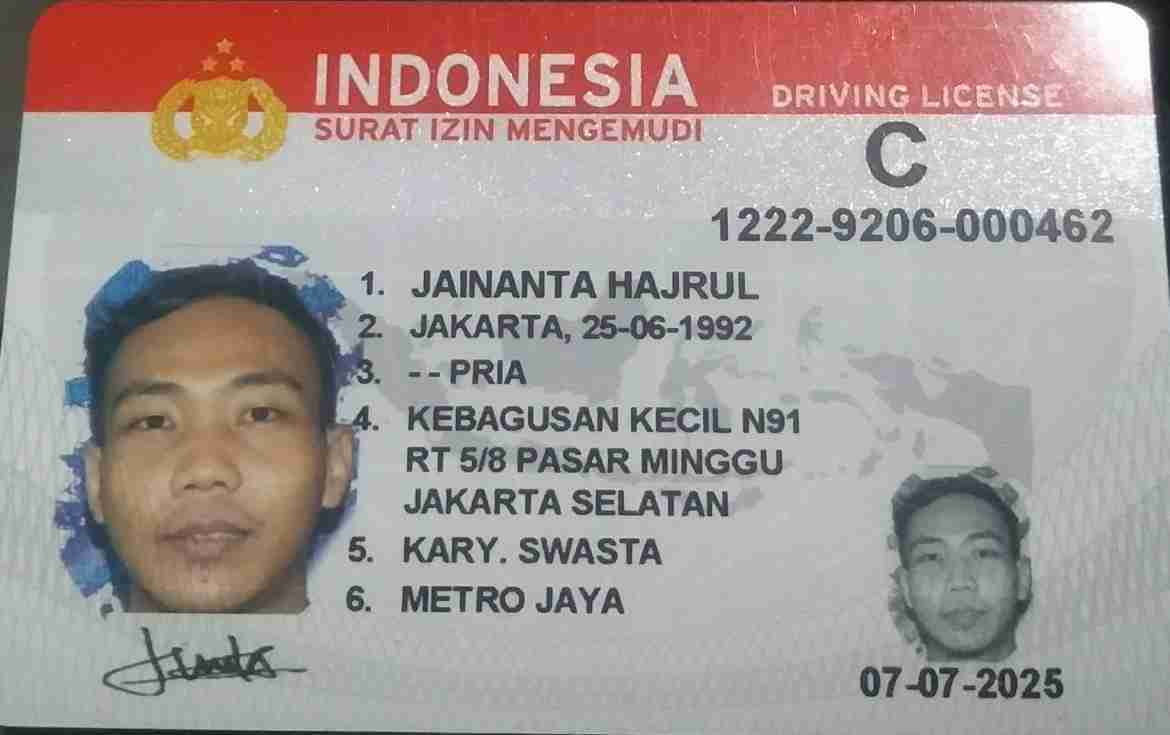 INDONESIA
SURAT IZIN MENGEMUDI
DRIVING LICENSE
C
1222-9206-000462
1. JAINANTA HAJRUL
2. JAKARTA, 25-06-1992
3. - - PRIA
4. KEBAGUSAN KECIL N91
RT 5/8 PASAR MINGGU
JAKARTA SELATAN
5. KARY. SWASTA
6. METRO JAYA
07-07-2025